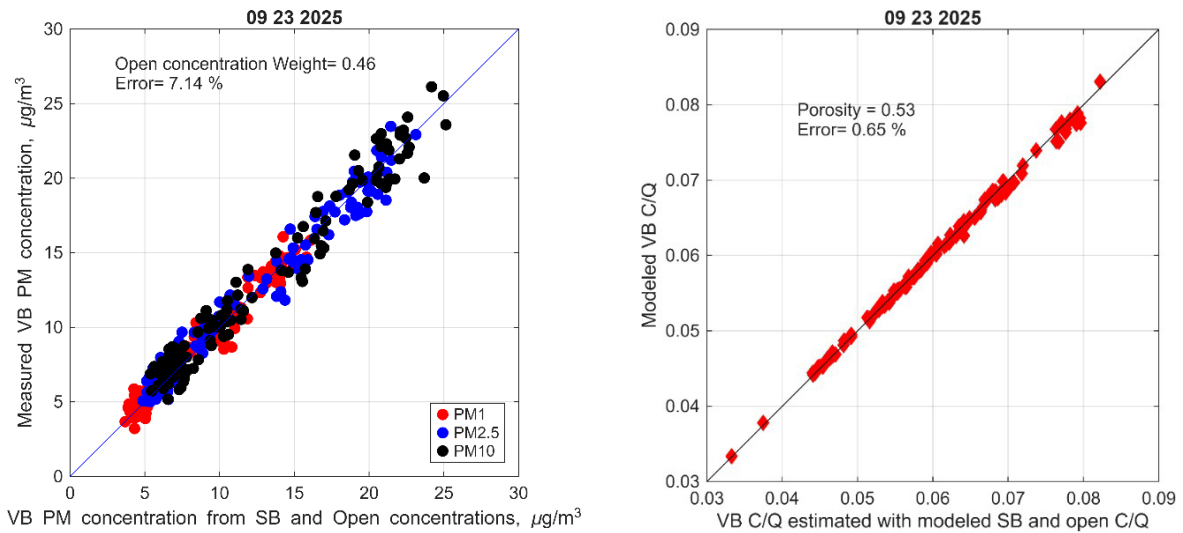 09 23 2025
Open concentration Weight= 0.46
Error= 7.14 %
Measured VB PM concentration, μg/m³
30
25
20
15
10
5
0
PM1
PM2.5
PM10
0 5 10 15 20 25 30
VB PM concentration from SB and Open concentrations, μg/m³
09 23 2025
Porosity = 0.53
Error= 0.65 %
Modeled VB C/Q
0.09
0.08
0.07
0.06
0.05
0.04
0.03
0.03 0.04 0.05 0.06 0.07 0.08 0.09
VB C/Q estimated with modeled SB and open C/Q